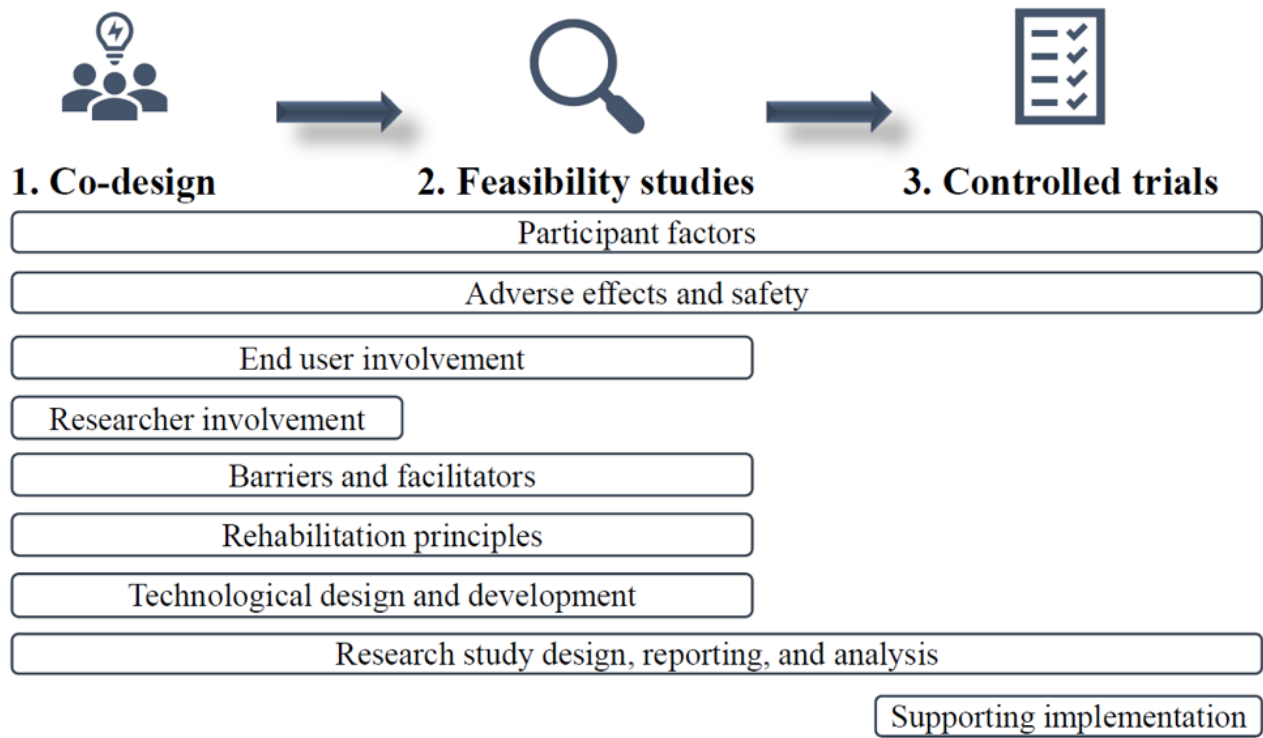 1. Co-design
2. Feasibility studies
3. Controlled trials
Participant factors
Adverse effects and safety
End user involvement
Researcher involvement
Barriers and facilitators
Rehabilitation principles
Technological design and development
Research study design, reporting, and analysis
Supporting implementation